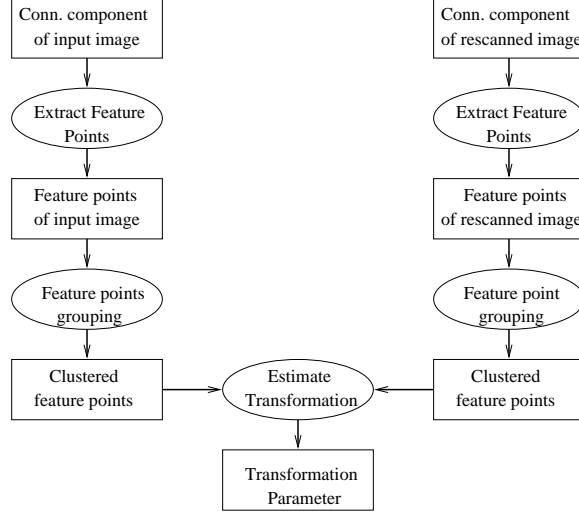 Conn. component
of input image
Conn. component
of rescanned image
Extract Feature
Points
Extract Feature
Points
Feature points
of input image
Feature points
of rescanned image
Feature points
grouping
Feature point
grouping
Clustered
feature points
Estimate
Transformation
Clustered
feature points
Transformation
Parameter